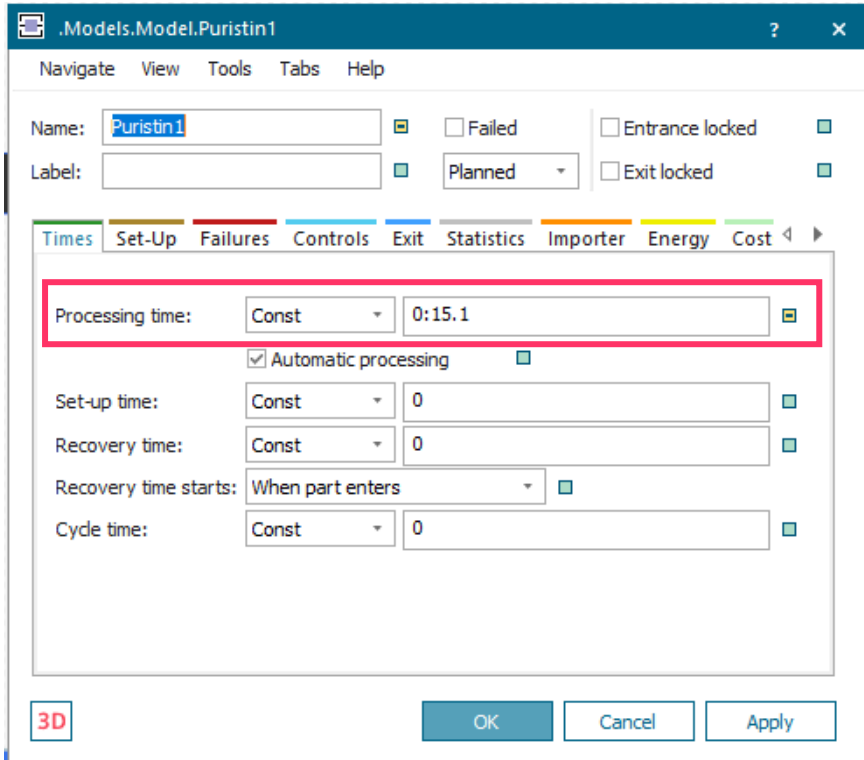 .Models.Model.Puristin1 ? ×
Navigate View Tools Tabs Help
Name: Puristin1 Failed Entrance locked
Label: Planned Exit locked
Times Set-Up Failures Controls Exit Statistics Importer Energy Cost
Processing time: Const 0:15.1
Automatic processing
Set-up time: Const 0
Recovery time: Const 0
Recovery time starts: When part enters
Cycle time: Const 0
3D OK Cancel Apply